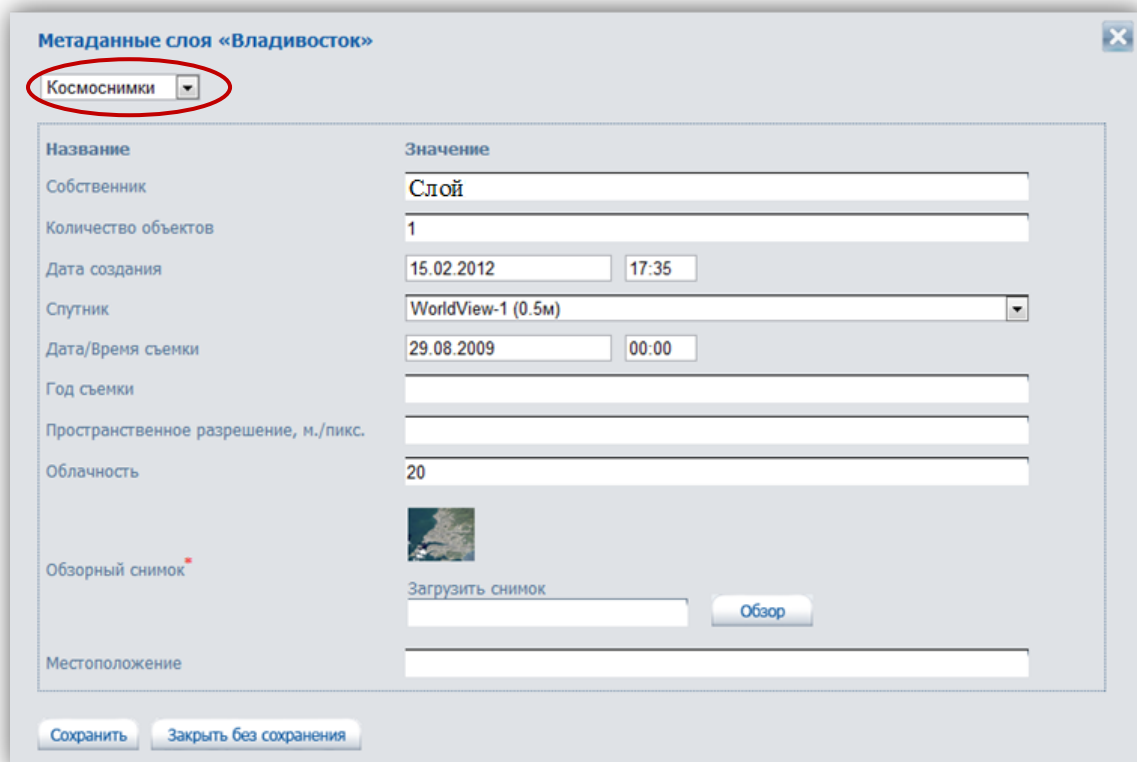 Метаданные слоя «Владивосток»
Космоснимки
Название Значение
Собственник Слой
Количество объектов 1
Дата создания 15.02.2012 17:35
Спутник WorldView-1 (0.5м)
Дата/Время съемки 29.08.2009 00:00
Год съемки
Пространственное разрешение, м./пикс.
Облачность 20
Обзорный снимок*
Загрузить снимок
Обзор
Местоположение
Сохранить Закрыть без сохранения